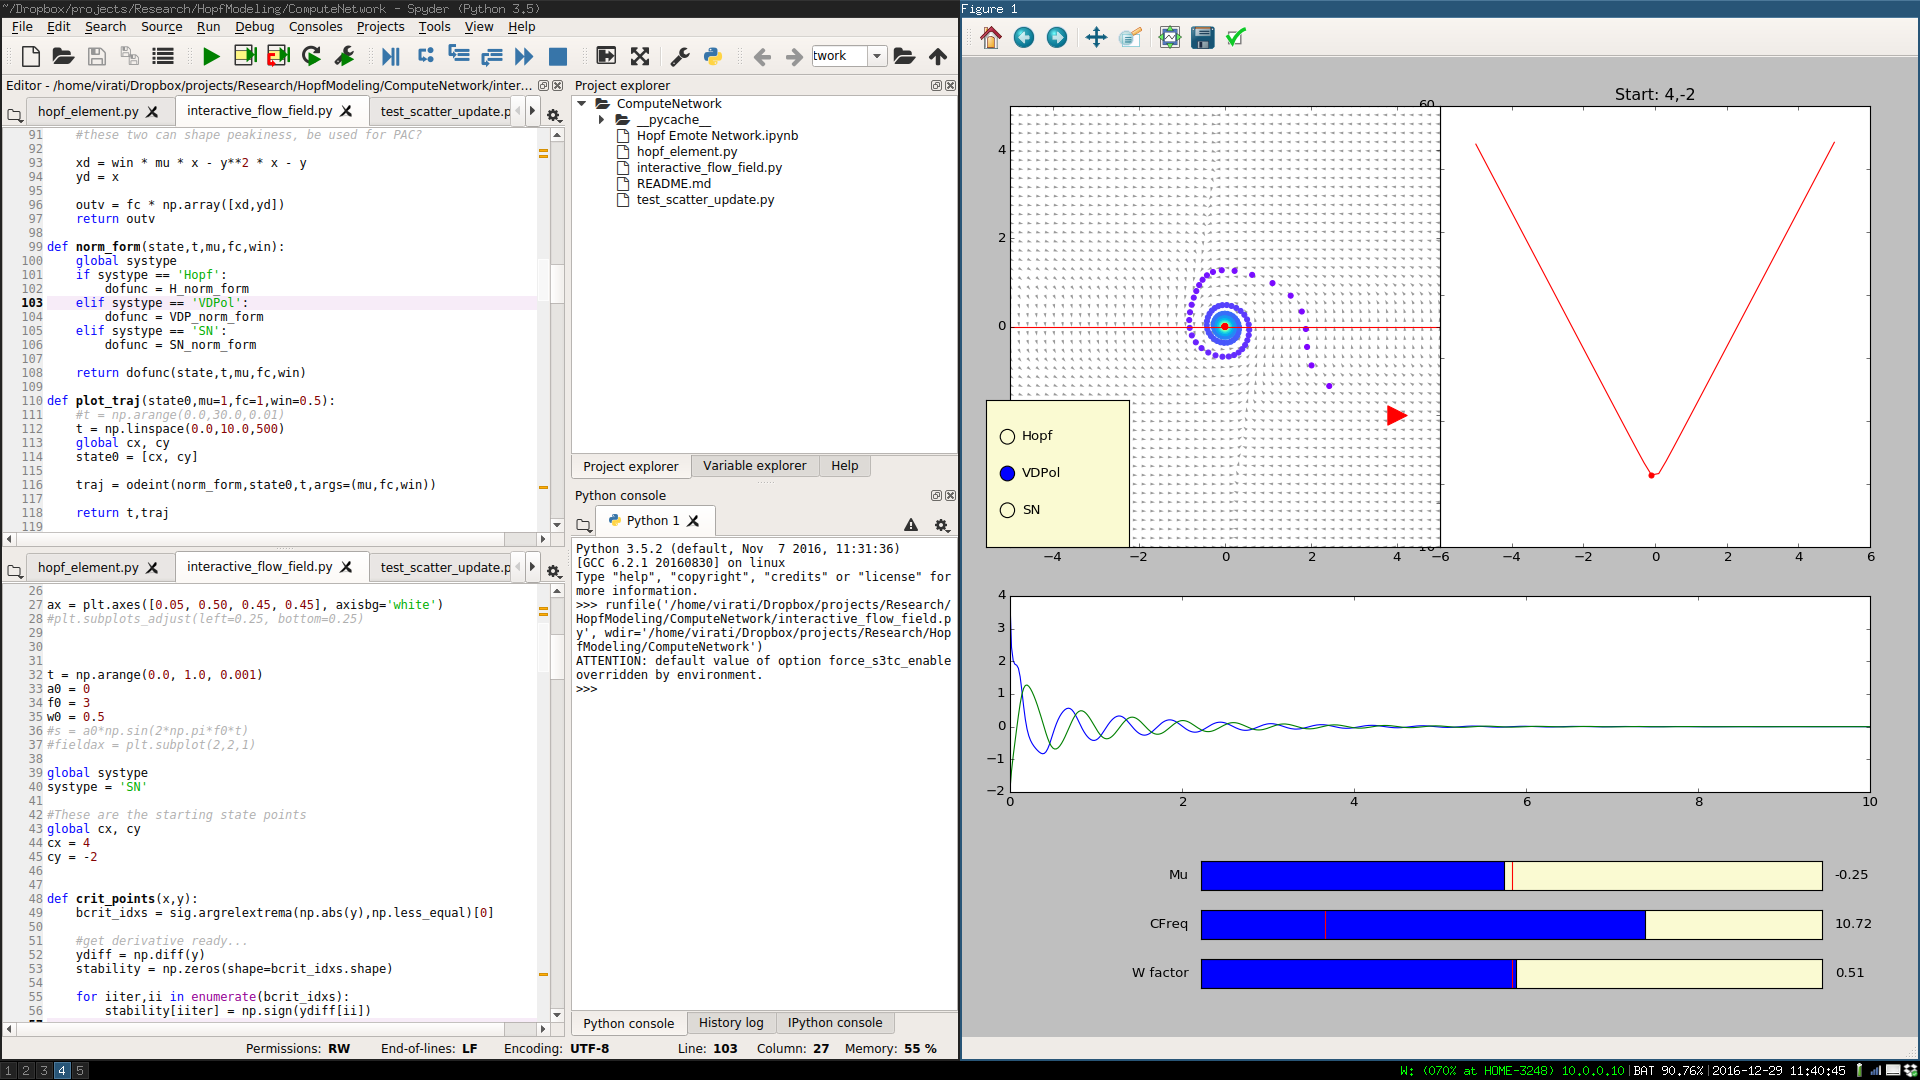 ~/Dropbox/projects/Research/HopfModeling/ComputeNetwork - Spyder (Python 3.5)
File Edit Search Source Run Debug Consoles Projects Tools View Help
twork
Editor - /home/virati/Dropbox/projects/Research/HopfModeling/ComputeNetwork/inter...
hopf_element.py interactive_flow_field.py test_scatter_update.p
91 #these two can shape peakiness, be used for PAC?
92
93 xd = win * mu * x - y**2 * x - y
94 yd = x
95
96 outv = fc * np.array([xd,yd])
97 return outv
98
99 def norm_form(state,t,mu,fc,win):
100 global systype
101 if systype == 'Hopf':
102 dofunc = H_norm_form
103 elif systype == 'VDPol':
104 dofunc = VDP_norm_form
105 elif systype == 'SN':
106 dofunc = SN_norm_form
107
108 return dofunc(state,t,mu,fc,win)
109
110 def plot_traj(state0,mu=1,fc=1,win=0.5):
111 #t = np.arange(0.0,30.0,0.01)
112 t = np.linspace(0.0,10.0,500)
113 global cx, cy
114 state0 = [cx, cy]
115
116 traj = odeint(norm_form,state0,t,args=(mu,fc,win))
117
118 return t,traj
119
hopf_element.py interactive_flow_field.py test_scatter_update.p
26
27 ax = plt.axes([0.05, 0.50, 0.45, 0.45], axisbg='white')
28 #plt.subplots_adjust(left=0.25, bottom=0.25)
29
30
31
32 t = np.arange(0.0, 1.0, 0.001)
33 a0 = 0
34 f0 = 3
35 w0 = 0.5
36 #s = a0*np.sin(2*np.pi*f0*t)
37 #fieldax = plt.subplot(2,2,1)
38
39 global systype
40 systype = 'SN'
41
42 #These are the starting state points
43 global cx, cy
44 cx = 4
45 cy = -2
46
47
48 def crit_points(x,y):
49 bcrit_idxs = sig.argrelextrema(np.abs(y),np.less_equal)[0]
50
51 #get derivative ready...
52 ydiff = np.diff(y)
53 stability = np.zeros(shape=bcrit_idxs.shape)
54
55 for iiter,ii in enumerate(bcrit_idxs):
56 stability[iiter] = np.sign(ydiff[ii])
Project explorer
ComputeNetwork
__pycache__
Hopf Emote Network.ipynb
hopf_element.py
interactive_flow_field.py
README.md
test_scatter_update.py
Project explorer Variable explorer Help
Python console
Python 1
Python 3.5.2 (default, Nov  7 2016, 11:31:36)
[GCC 6.2.1 20160830] on linux
Type "help", "copyright", "credits" or "license" for
more information.
>>> runfile('/home/virati/Dropbox/projects/Research/
HopfModeling/ComputeNetwork/interactive_flow_field.p
y', wdir='/home/virati/Dropbox/projects/Research/Hop
fModeling/ComputeNetwork')
ATTENTION: default value of option force_s3tc_enable
overridden by environment.
>>>
Python console History log IPython console
Permissions: RW End-of-lines: LF Encoding: UTF-8 Line: 103 Column: 27 Memory: 55 %
Figure 1
Start: 4,-2
4
2
0
Hopf
VDPol
SN
−4 −2 0 2 4 −6 −4 −2 0 2 4 6
4
3
2
1
0
−1
−2
0 2 4 6 8 10
Mu -0.25
CFreq 10.72
W factor 0.51
1 2 3 4 5
W: (070% at HOME-3248) 10.0.0.10|BAT 90.76%|2016-12-29 11:40:45